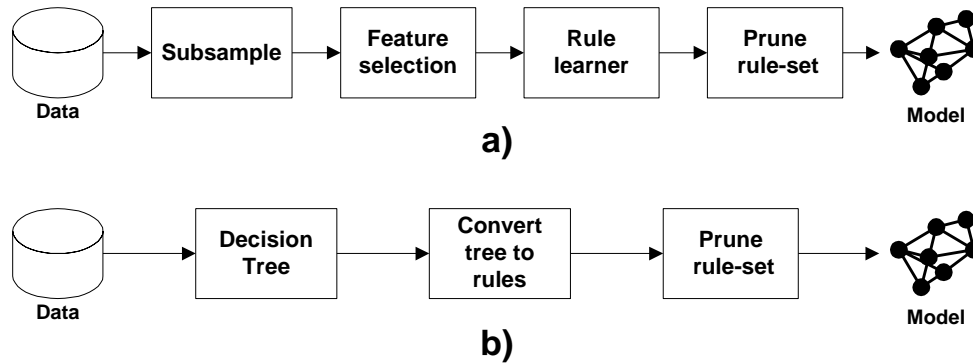 Data
Subsample
Feature
selection
Rule
learner
Prune
rule-set
Model
a)
Data
Decision
Tree
Convert
tree to
rules
Prune
rule-set
Model
b)